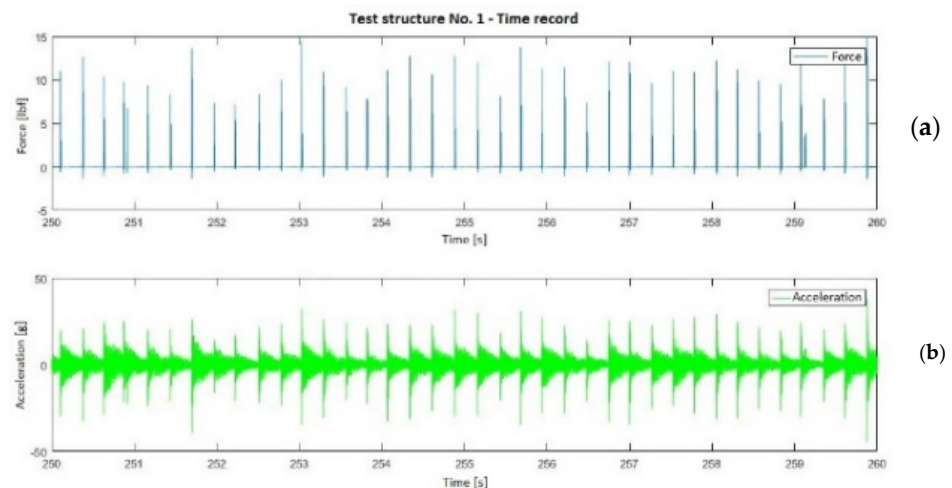 Test structure No. 1 - Time record
15
10
5
0
-5
Force [lbf]
Force
250 251 252 253 254 255 256 257 258 259 260
Time [s]
(a)
50
0
-50
Acceleration [g]
Acceleration
250 251 252 253 254 255 256 257 258 259 260
Time [s]
(b)